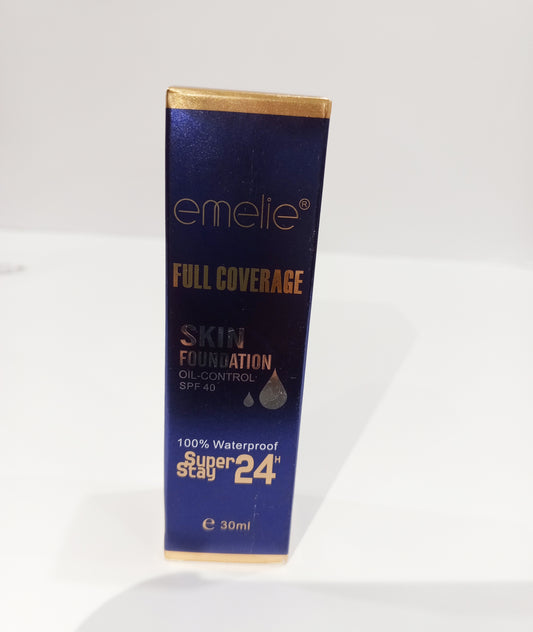 emelie®
FULL COVERAGE
SKIN
FOUNDATION
OIL-CONTROL
SPF 40
100% Waterproof
Super Stay 24H
e 30ml